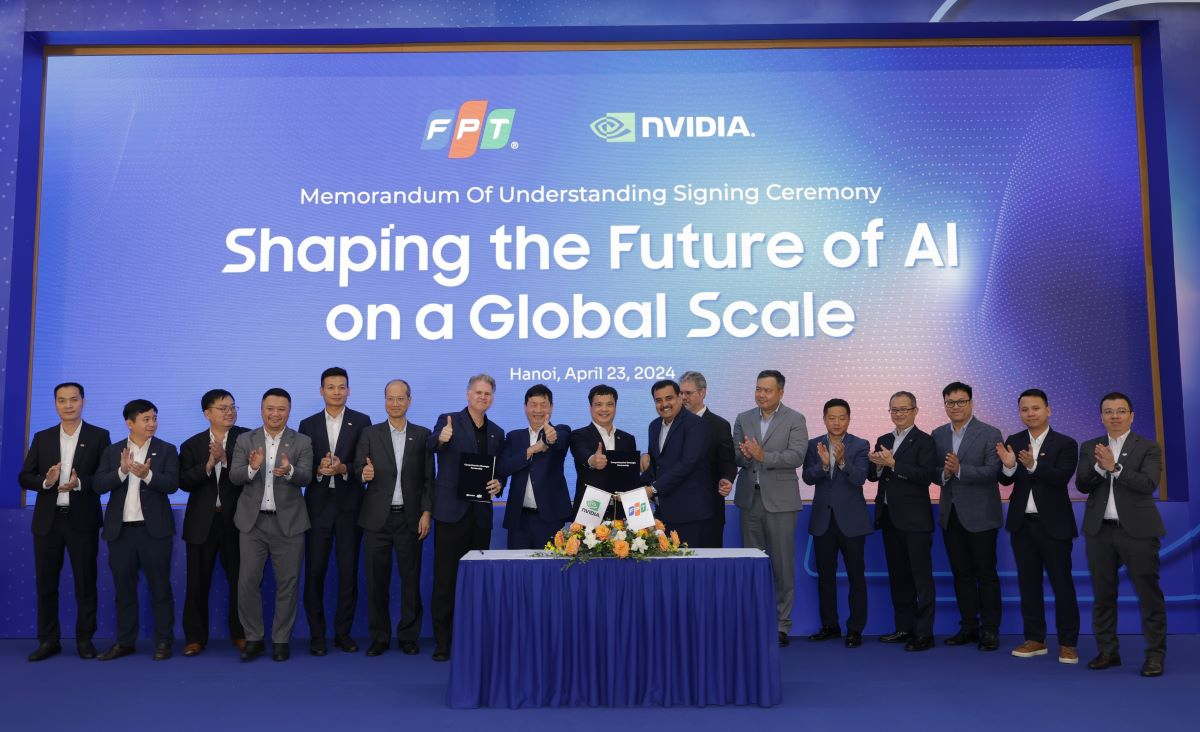 FPT®
NVIDIA.
Memorandum Of Understanding Signing Ceremony
Shaping the Future of AI
on a Global Scale
Hanoi, April 23, 2024
NVIDIA
FPT